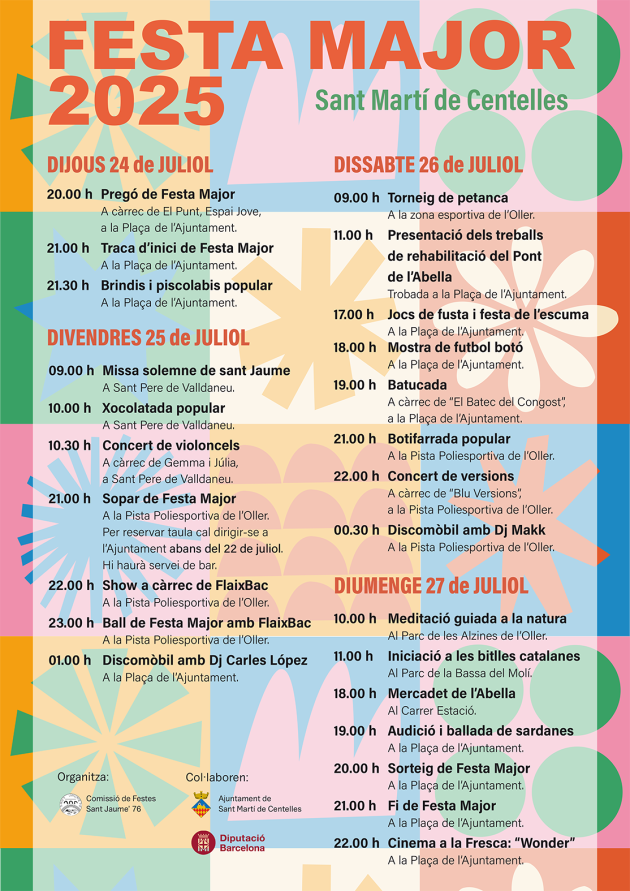 FESTA MAJOR
2025
Sant Martí de Centelles
DIJOUS 24 de JULIOL
20.00 h Pregó de Festa Major
A càrrec de El Punt, Espai Jove,
a la Plaça de l'Ajuntament.
21.00 h Traca d'inici de Festa Major
A la Plaça de l'Ajuntament.
21.30 h Brindis i piscolabis popular
A la Plaça de l'Ajuntament.
DIVENDRES 25 de JULIOL
09.00 h Missa solemne de sant Jaume
A Sant Pere de Valldaneu.
10.00 h Xocolatada popular
A Sant Pere de Valldaneu.
10.30 h Concert de violoncels
A càrrec de Gemma i Júlia,
a Sant Pere de Valldaneu.
21.00 h Sopar de Festa Major
A la Pista Poliesportiva de l'Oller.
Per reservar taula cal dirigir-se a
l'Ajuntament abans del 22 de juliol.
Hi haurà servei de bar.
22.00 h Show a càrrec de FlaixBac
A la Pista Poliesportiva de l'Oller.
23.00 h Ball de Festa Major amb FlaixBac
A la Pista Poliesportiva de l'Oller.
01.00 h Discomòbil amb Dj Carles López
A la Plaça de l'Ajuntament.
DISSABTE 26 de JULIOL
09.00 h Torneig de petanca
A la zona esportiva de l'Oller.
11.00 h Presentació dels treballs
de rehabilitació del Pont
de l'Abella
Trobada a la Plaça de l'Ajuntament.
17.00 h Jocs de fusta i festa de l'escuma
A la Plaça de l'Ajuntament.
18.00 h Mostra de futbol botó
A la Plaça de l'Ajuntament.
19.00 h Batucada
A càrrec de "El Batec del Congost",
a la Plaça de l'Ajuntament.
21.00 h Botifarrada popular
A la Pista Poliesportiva de l'Oller.
22.00 h Concert de versions
A càrrec de "Blu Versions",
a la Pista Poliesportiva de l'Oller.
00.30 h Discomòbil amb Dj Makk
A la Pista Poliesportiva de l'Oller.
DIUMENGE 27 de JULIOL
10.00 h Meditació guiada a la natura
Al Parc de les Alzines de l'Oller.
11.00 h Iniciació a les bitlles catalanes
Al Parc de la Bassa del Molí.
18.00 h Mercadet de l'Abella
Al Carrer Estació.
19.00 h Audició i ballada de sardanes
A la Plaça de l'Ajuntament.
20.00 h Sorteig de Festa Major
A la Plaça de l'Ajuntament.
21.00 h Fi de Festa Major
A la Plaça de l'Ajuntament.
22.00 h Cinema a la Fresca: "Wonder"
A la Plaça de l'Ajuntament.
Organitza:
Comissió de Festes
Sant Jaume' 76
Col·laboren:
Ajuntament de
Sant Martí de Centelles
Diputació
Barcelona